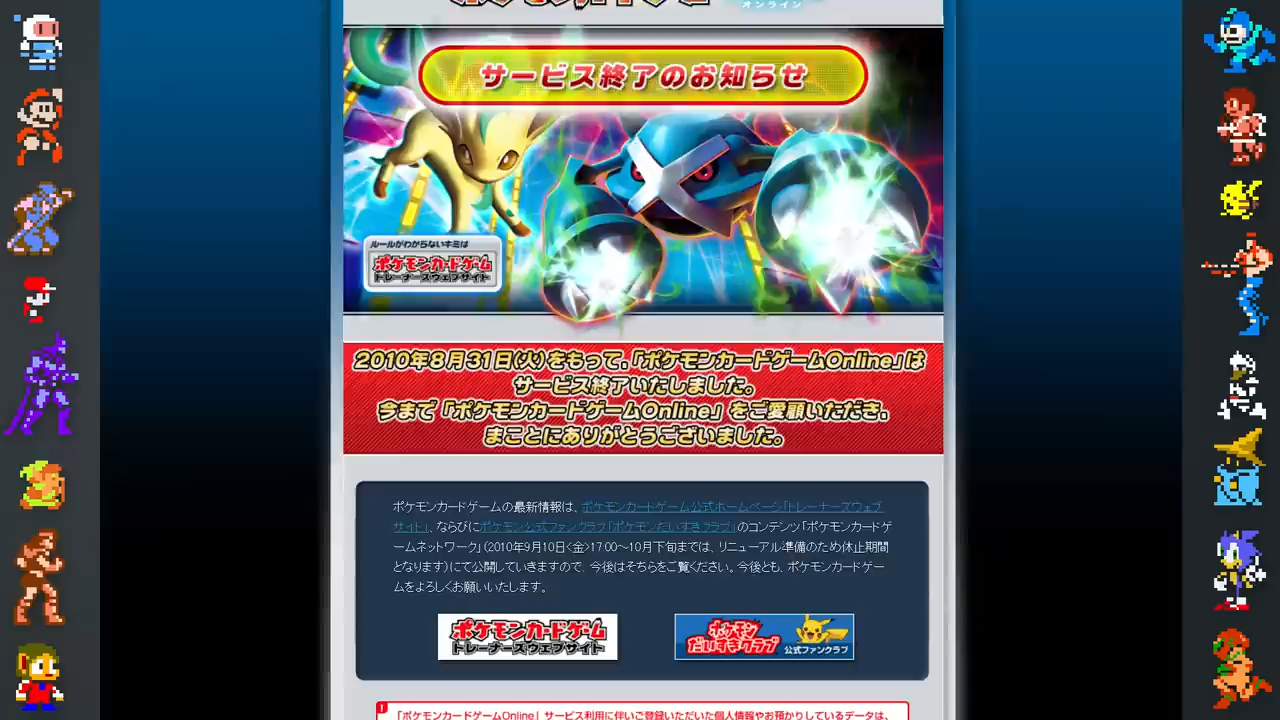 オンライン
サービス終了のお知らせ
ルールがわからないキミは
ポケモンカードゲーム
トレーナーズウェブサイト
2010年8月31日(火)をもって、「ポケモンカードゲームOnline」は
サービス終了いたしました。
今まで「ポケモンカードゲームOnline」をご愛顧いただき、
まことにありがとうございました。
ポケモンカードゲームの最新情報は、ポケモンカードゲーム公式ホームページ「トレーナーズウェブ
サイト」、ならびにポケモン公式ファンクラブ「ポケモンだいすきクラブ」のコンテンツ「ポケモンカードゲ
ームネットワーク」(2010年9月10日<金>17:00～10月下旬までは、リニューアル準備のため休止期間
となります)にて公開していきますので、今後はそちらをご覧ください。今後とも、ポケモンカードゲー
ムをよろしくお願いいたします。
ポケモンカードゲーム
トレーナーズウェブサイト
ポケモン
だいすきクラブ
公式ファンクラブ
「ポケモンカードゲームOnline」サービス利用に伴いご登録いただいた個人情報やお預かりしているデータは、